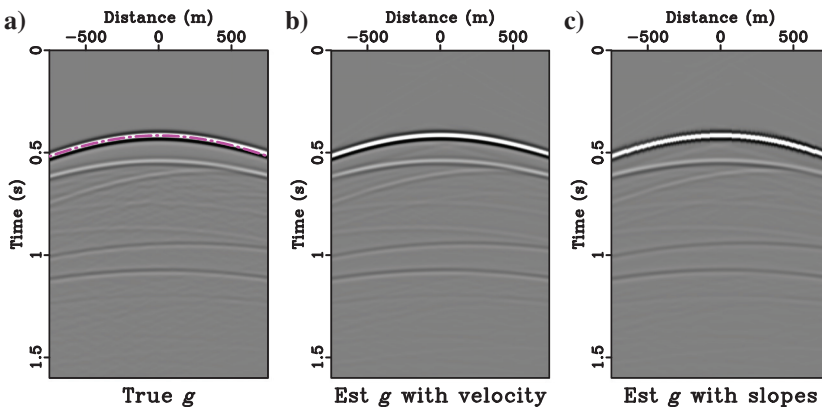 a)
Distance (m)
−500 0 500
0
0.5
1
1.5
Time (s)
True g
b)
Distance (m)
−500 0 500
0
0.5
1
1.5
Time (s)
Est g with velocity
c)
Distance (m)
−500 0 500
0
0.5
1
1.5
Time (s)
Est g with slopes